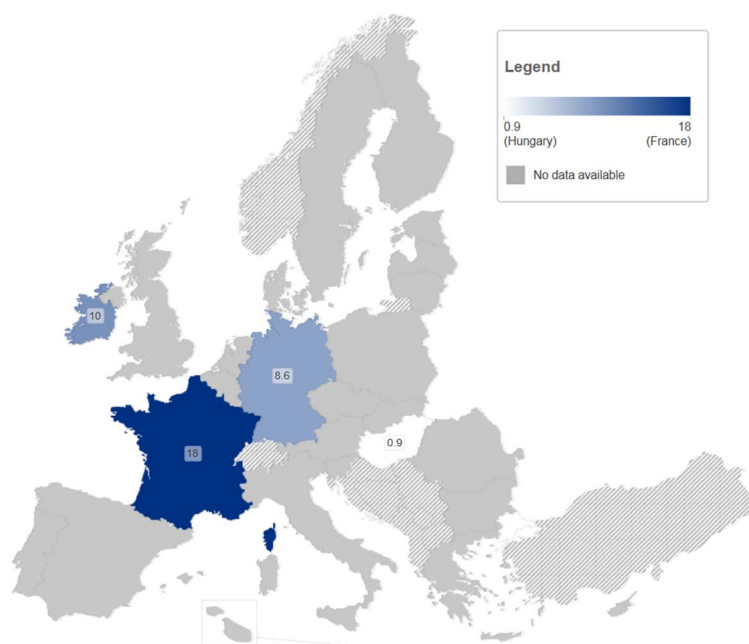 Legend
0.9 18
(Hungary) (France)
No data available
10
8.6
0.9
18